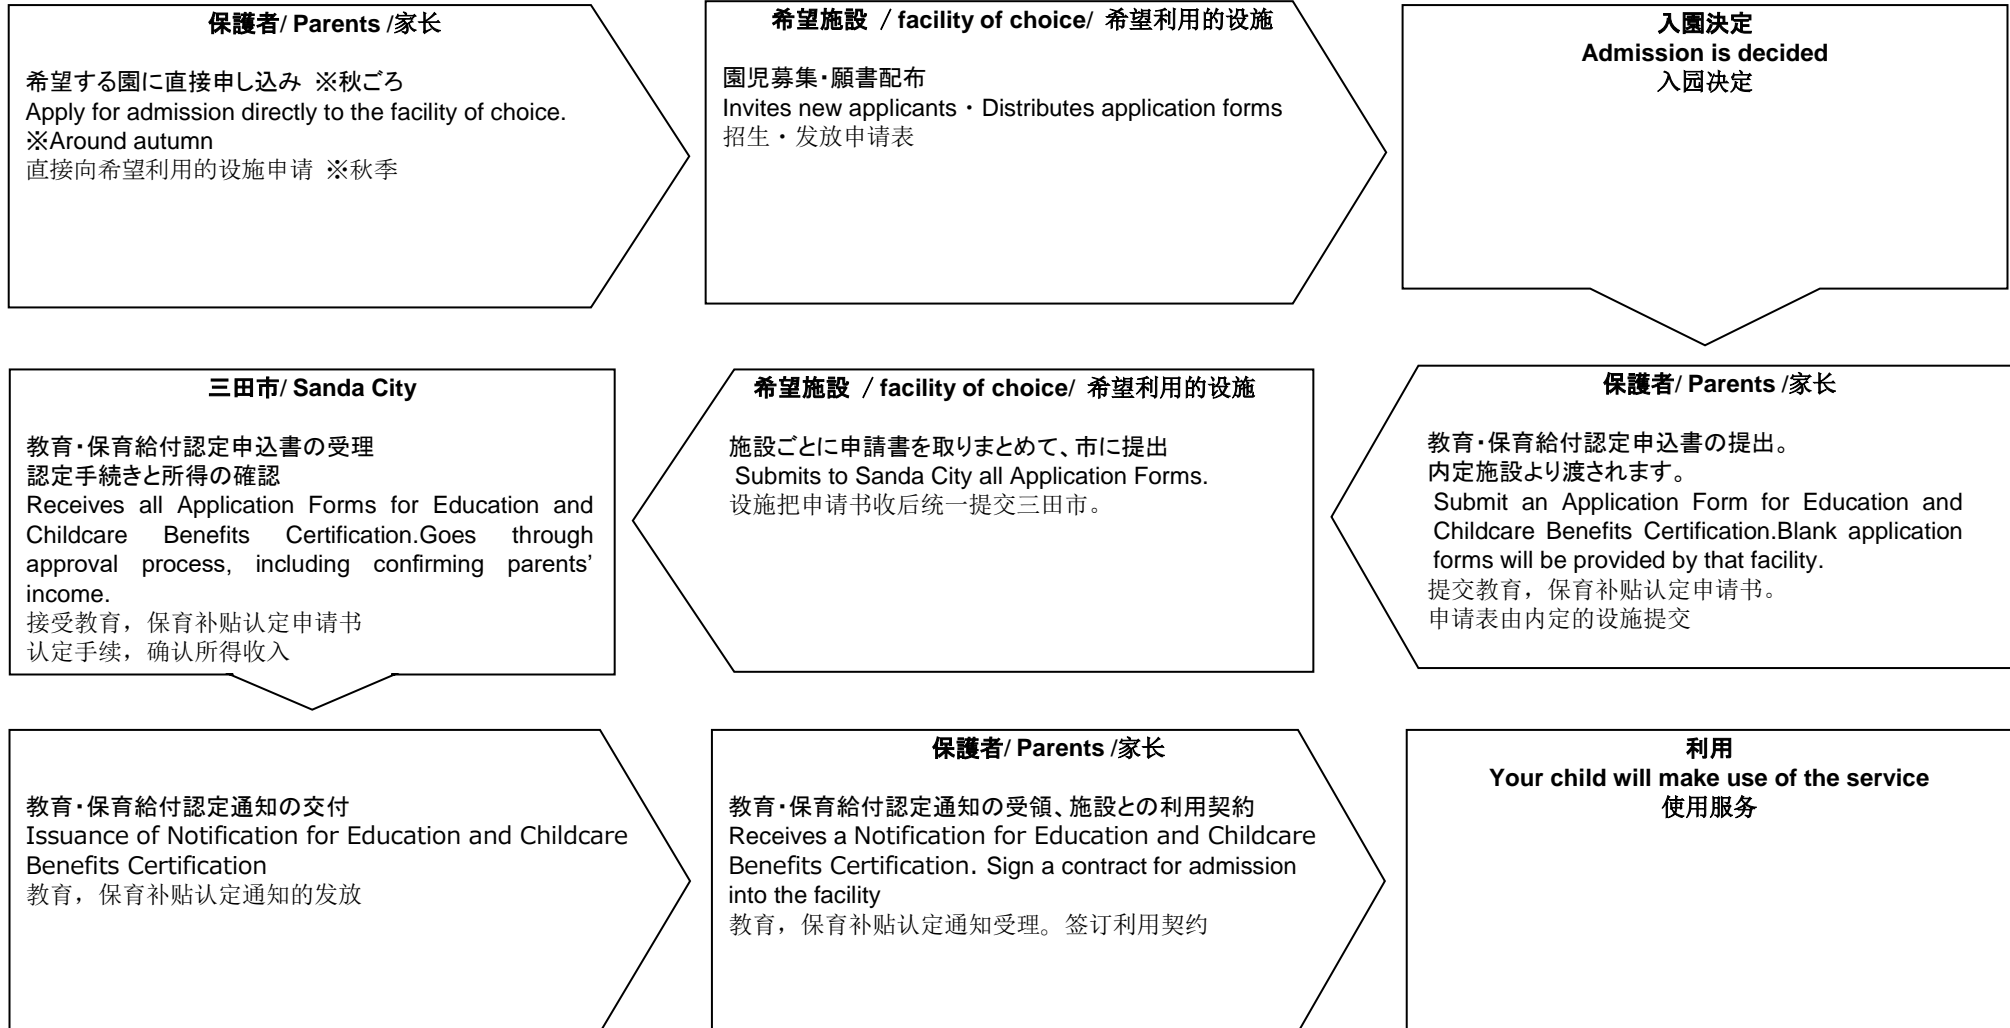 保護者/ Parents /家长
希望する園に直接申し込み ※秋ごろ
Apply for admission directly to the facility of choice.
※Around autumn
直接向希望利用的设施申请 ※秋季
希望施設 / facility of choice/ 希望利用的设施
園児募集・願書配布
Invites new applicants・Distributes application forms
招生・发放申请表
入園決定
Admission is decided
入园决定
保護者/ Parents /家长
教育・保育給付認定申込書の提出。
内定施設より渡されます。
Submit an Application Form for Education and
Childcare Benefits Certification.Blank application
forms will be provided by that facility.
提交教育，保育补贴认定申请书。
申请表由内定的设施提交
希望施設 / facility of choice/ 希望利用的设施
施設ごとに申請書を取りまとめて、市に提出
Submits to Sanda City all Application Forms.
设施把申请书收后统一提交三田市。
三田市/ Sanda City
教育・保育給付認定申込書の受理
認定手続きと所得の確認
Receives all Application Forms for Education and
Childcare Benefits Certification.Goes through
approval process, including confirming parents’
income.
接受教育，保育补贴认定申请书
认定手续，确认所得收入
教育・保育給付認定通知の交付
Issuance of Notification for Education and Childcare
Benefits Certification
教育，保育补贴认定通知的发放
保護者/ Parents /家长
教育・保育給付認定通知の受領、施設との利用契約
Receives a Notification for Education and Childcare
Benefits Certification. Sign a contract for admission
into the facility
教育，保育补贴认定通知受理。签订利用契约
利用
Your child will make use of the service
使用服务